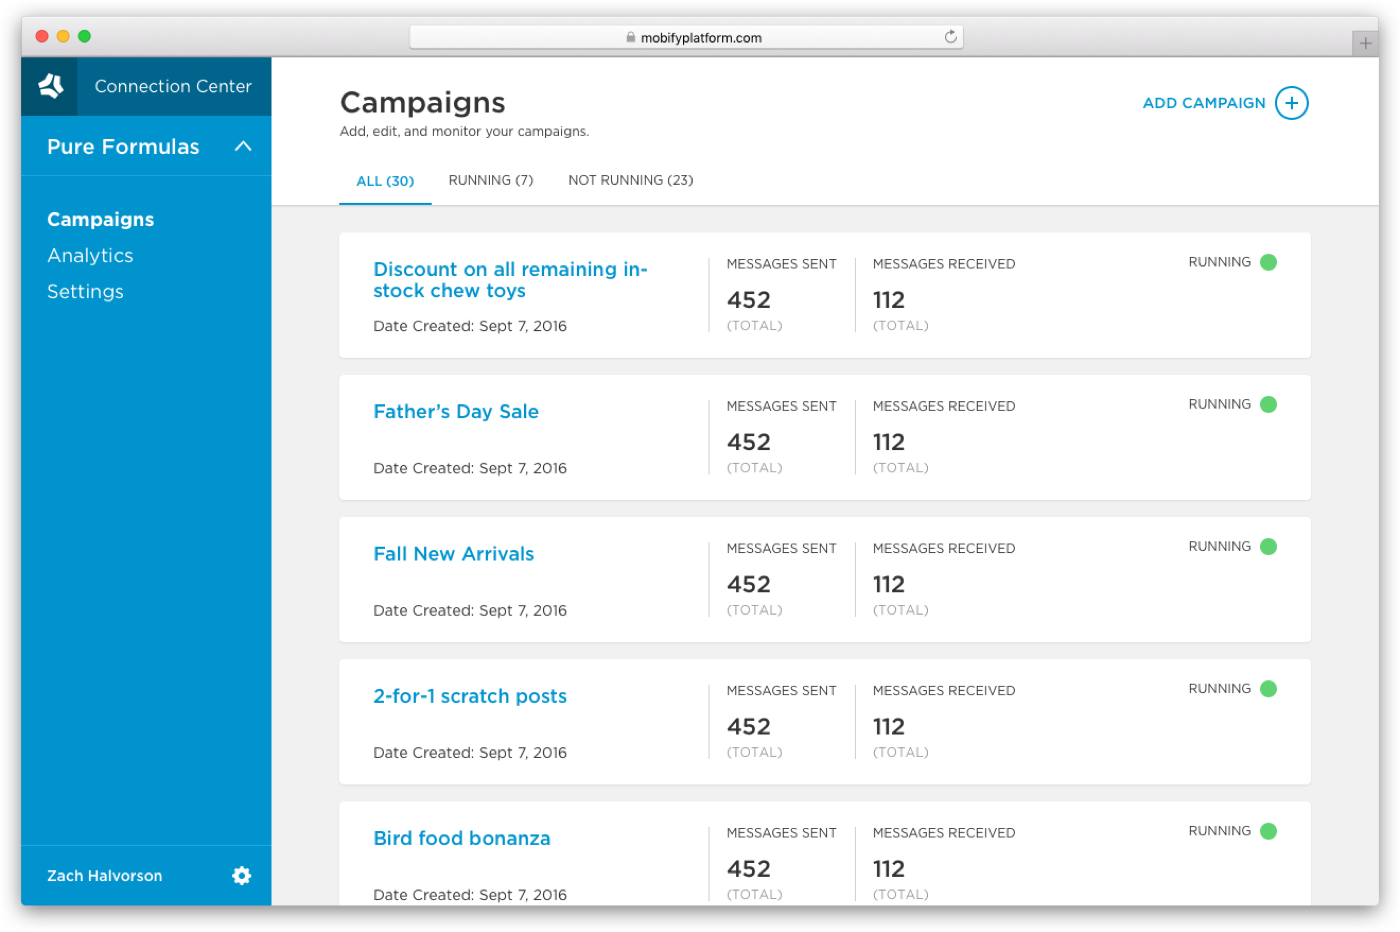 mobifyplatform.com
Connection Center
Pure Formulas
Campaigns
Analytics
Settings
Zach Halvorson
Campaigns
Add, edit, and monitor your campaigns.
ADD CAMPAIGN
ALL (30)
RUNNING (7)
NOT RUNNING (23)
Discount on all remaining in-
stock chew toys
Date Created: Sept 7, 2016
MESSAGES SENT
452
(TOTAL)
MESSAGES RECEIVED
112
(TOTAL)
RUNNING
Father’s Day Sale
Date Created: Sept 7, 2016
MESSAGES SENT
452
(TOTAL)
MESSAGES RECEIVED
112
(TOTAL)
RUNNING
Fall New Arrivals
Date Created: Sept 7, 2016
MESSAGES SENT
452
(TOTAL)
MESSAGES RECEIVED
112
(TOTAL)
RUNNING
2-for-1 scratch posts
Date Created: Sept 7, 2016
MESSAGES SENT
452
(TOTAL)
MESSAGES RECEIVED
112
(TOTAL)
RUNNING
Bird food bonanza
Date Created: Sept 7, 2016
MESSAGES SENT
452
(TOTAL)
MESSAGES RECEIVED
112
(TOTAL)
RUNNING